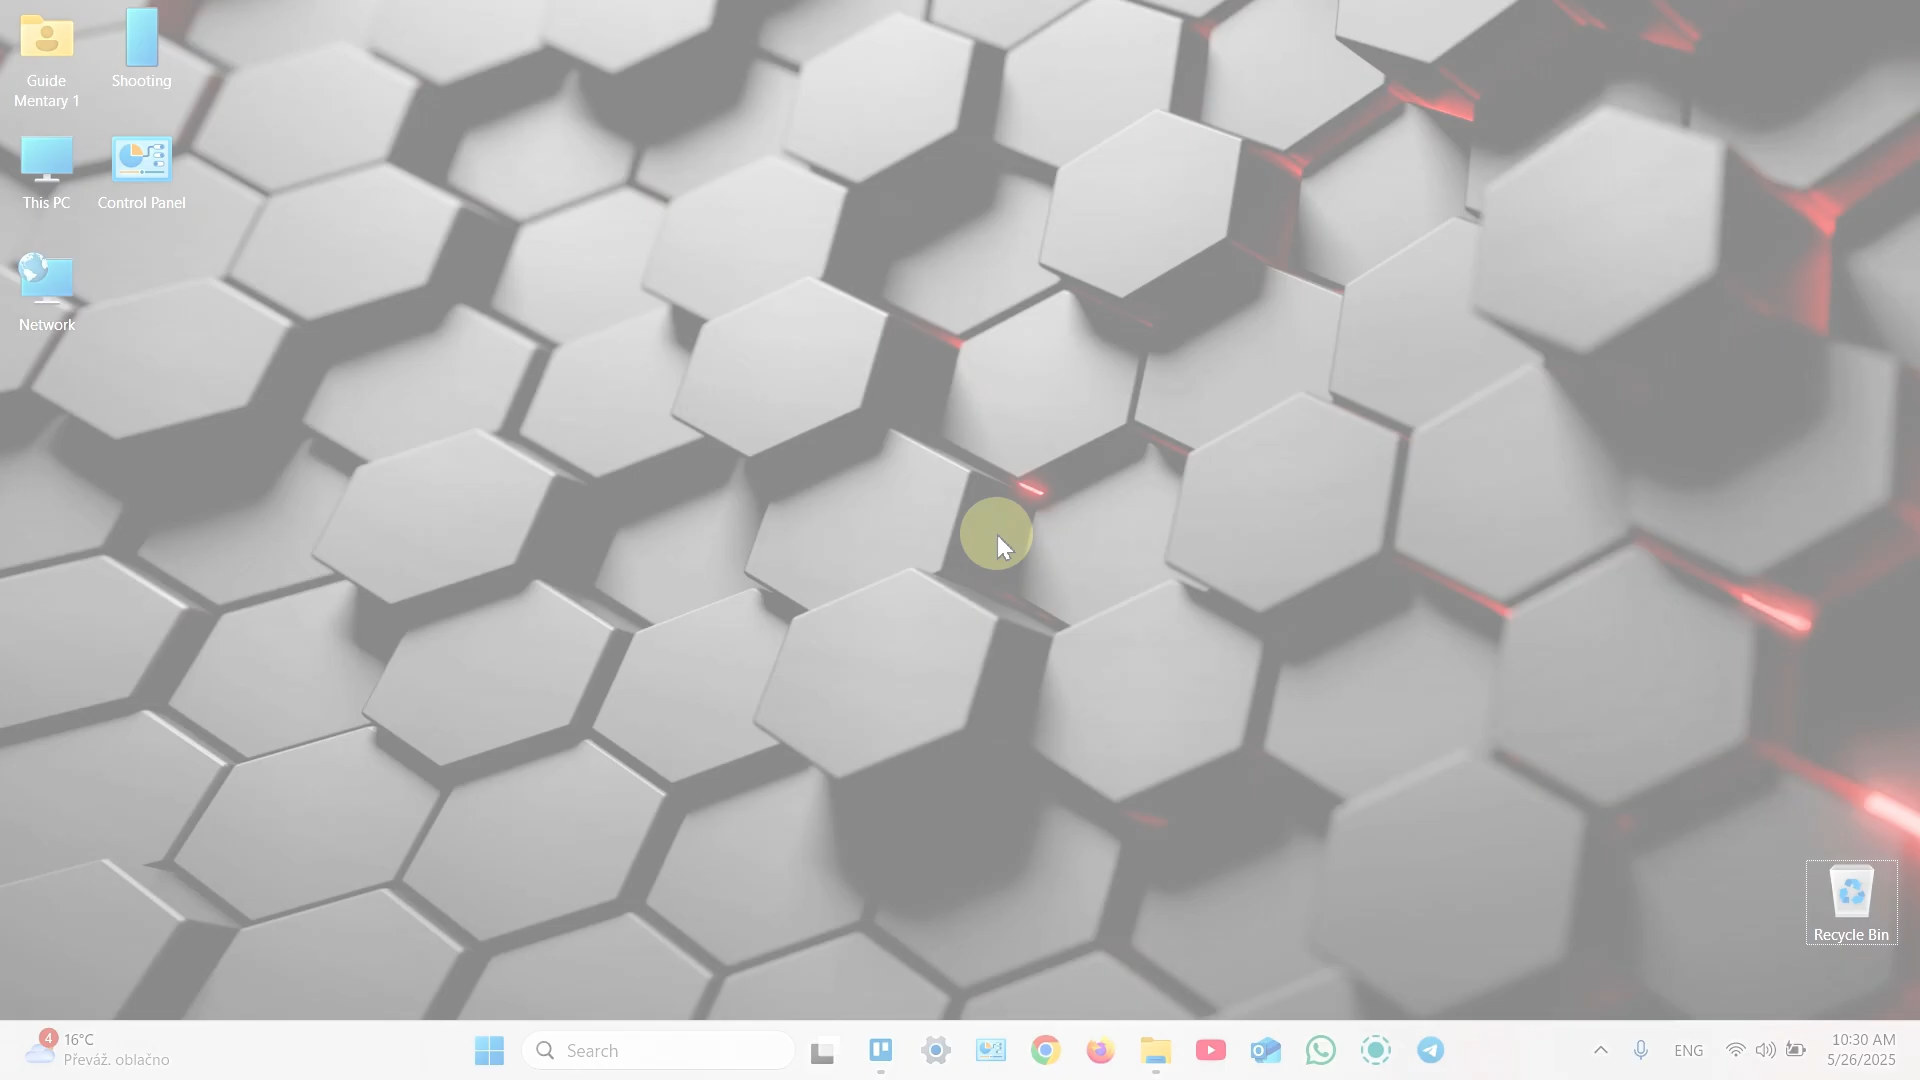 Guide
Mentary 1
Shooting
This PC
Control Panel
Network
Recycle Bin
4
16°C
Převáž. oblačno
Search
ENG
10:30 AM
5/26/2025